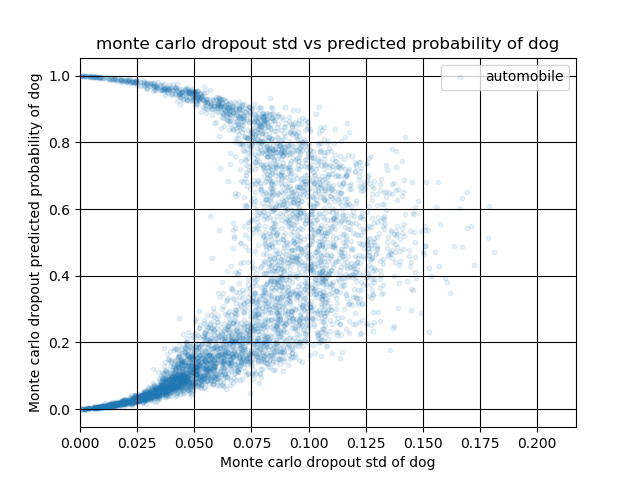 monte carlo dropout std vs predicted probability of dog
automobile
Monte carlo dropout predicted probability of dog
1.0
0.8
0.6
0.4
0.2
0.0
0.000 0.025 0.050 0.075 0.100 0.125 0.150 0.175 0.200
Monte carlo dropout std of dog